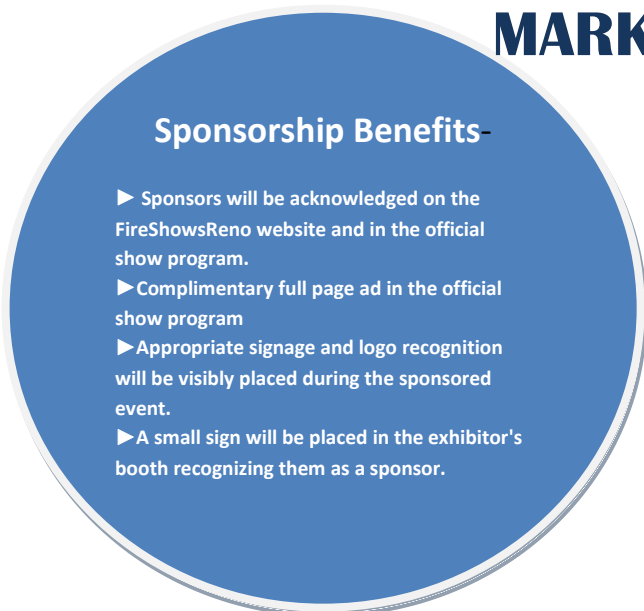 MARK
Sponsorship Benefits-
► Sponsors will be acknowledged on the
FireShowsReno website and in the official
show program.
►Complimentary full page ad in the official
show program
►Appropriate signage and logo recognition
will be visibly placed during the sponsored
event.
►A small sign will be placed in the exhibitor's
booth recognizing them as a sponsor.